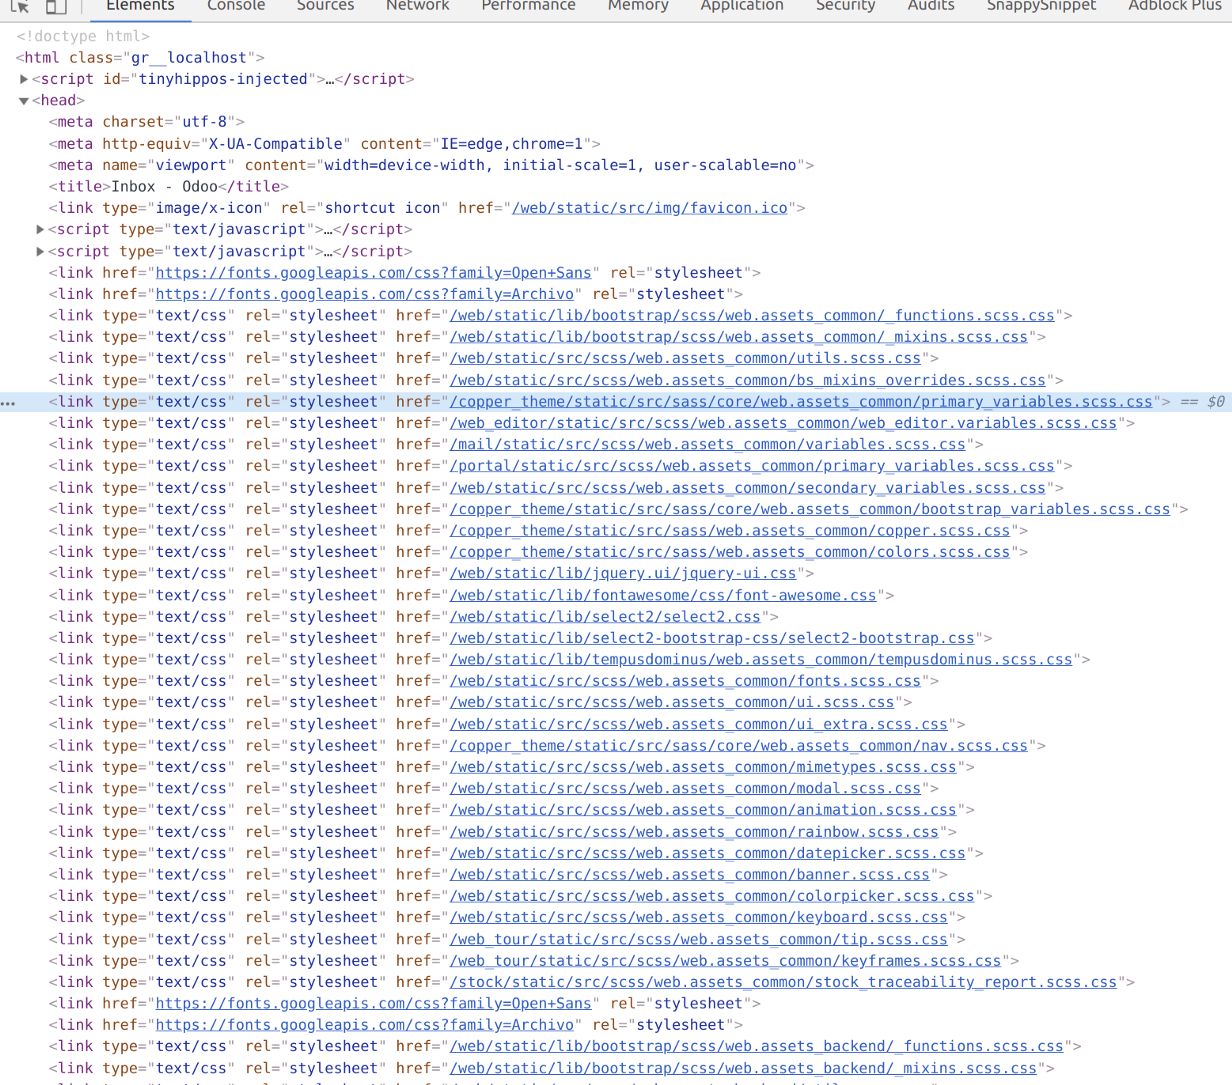 Elements Console Sources Network Performance Memory Application Security Audits SnappySnippet Adblock Plus
<!doctype html>
<html class="gr__localhost">
▶<script id="tinyhippos-injected">…</script>
▼<head>
<meta charset="utf-8">
<meta http-equiv="X-UA-Compatible" content="IE=edge,chrome=1">
<meta name="viewport" content="width=device-width, initial-scale=1, user-scalable=no">
<title>Inbox - Odoo</title>
<link type="image/x-icon" rel="shortcut icon" href="/web/static/src/img/favicon.ico">
▶<script type="text/javascript">…</script>
▶<script type="text/javascript">…</script>
<link href="https://fonts.googleapis.com/css?family=Open+Sans" rel="stylesheet">
<link href="https://fonts.googleapis.com/css?family=Archivo" rel="stylesheet">
<link type="text/css" rel="stylesheet" href="/web/static/lib/bootstrap/scss/web.assets_common/_functions.scss.css">
<link type="text/css" rel="stylesheet" href="/web/static/lib/bootstrap/scss/web.assets_common/_mixins.scss.css">
<link type="text/css" rel="stylesheet" href="/web/static/src/scss/web.assets_common/utils.scss.css">
<link type="text/css" rel="stylesheet" href="/web/static/src/scss/web.assets_common/bs_mixins_overrides.scss.css">
... <link type="text/css" rel="stylesheet" href="/copper_theme/static/src/sass/core/web.assets_common/primary_variables.scss.css"> == $0
<link type="text/css" rel="stylesheet" href="/web_editor/static/src/scss/web.assets_common/web_editor.variables.scss.css">
<link type="text/css" rel="stylesheet" href="/mail/static/src/scss/web.assets_common/variables.scss.css">
<link type="text/css" rel="stylesheet" href="/portal/static/src/scss/web.assets_common/primary_variables.scss.css">
<link type="text/css" rel="stylesheet" href="/web/static/src/scss/web.assets_common/secondary_variables.scss.css">
<link type="text/css" rel="stylesheet" href="/copper_theme/static/src/sass/core/web.assets_common/bootstrap_variables.scss.css">
<link type="text/css" rel="stylesheet" href="/copper_theme/static/src/sass/web.assets_common/copper.scss.css">
<link type="text/css" rel="stylesheet" href="/copper_theme/static/src/sass/web.assets_common/colors.scss.css">
<link type="text/css" rel="stylesheet" href="/web/static/lib/jquery.ui/jquery-ui.css">
<link type="text/css" rel="stylesheet" href="/web/static/lib/fontawesome/css/font-awesome.css">
<link type="text/css" rel="stylesheet" href="/web/static/lib/select2/select2.css">
<link type="text/css" rel="stylesheet" href="/web/static/lib/select2-bootstrap-css/select2-bootstrap.css">
<link type="text/css" rel="stylesheet" href="/web/static/lib/tempusdominus/web.assets_common/tempusdominus.scss.css">
<link type="text/css" rel="stylesheet" href="/web/static/src/scss/web.assets_common/fonts.scss.css">
<link type="text/css" rel="stylesheet" href="/web/static/src/scss/web.assets_common/ui.scss.css">
<link type="text/css" rel="stylesheet" href="/web/static/src/scss/web.assets_common/ui_extra.scss.css">
<link type="text/css" rel="stylesheet" href="/copper_theme/static/src/sass/core/web.assets_common/nav.scss.css">
<link type="text/css" rel="stylesheet" href="/web/static/src/scss/web.assets_common/mimetypes.scss.css">
<link type="text/css" rel="stylesheet" href="/web/static/src/scss/web.assets_common/modal.scss.css">
<link type="text/css" rel="stylesheet" href="/web/static/src/scss/web.assets_common/animation.scss.css">
<link type="text/css" rel="stylesheet" href="/web/static/src/scss/web.assets_common/rainbow.scss.css">
<link type="text/css" rel="stylesheet" href="/web/static/src/scss/web.assets_common/datepicker.scss.css">
<link type="text/css" rel="stylesheet" href="/web/static/src/scss/web.assets_common/banner.scss.css">
<link type="text/css" rel="stylesheet" href="/web/static/src/scss/web.assets_common/colorpicker.scss.css">
<link type="text/css" rel="stylesheet" href="/web/static/src/scss/web.assets_common/keyboard.scss.css">
<link type="text/css" rel="stylesheet" href="/web_tour/static/src/scss/web.assets_common/tip.scss.css">
<link type="text/css" rel="stylesheet" href="/web_tour/static/src/scss/web.assets_common/keyframes.scss.css">
<link type="text/css" rel="stylesheet" href="/stock/static/src/scss/web.assets_common/stock_traceability_report.scss.css">
<link href="https://fonts.googleapis.com/css?family=Open+Sans" rel="stylesheet">
<link href="https://fonts.googleapis.com/css?family=Archivo" rel="stylesheet">
<link type="text/css" rel="stylesheet" href="/web/static/lib/bootstrap/scss/web.assets_backend/_functions.scss.css">
<link type="text/css" rel="stylesheet" href="/web/static/lib/bootstrap/scss/web.assets_backend/_mixins.scss.css">